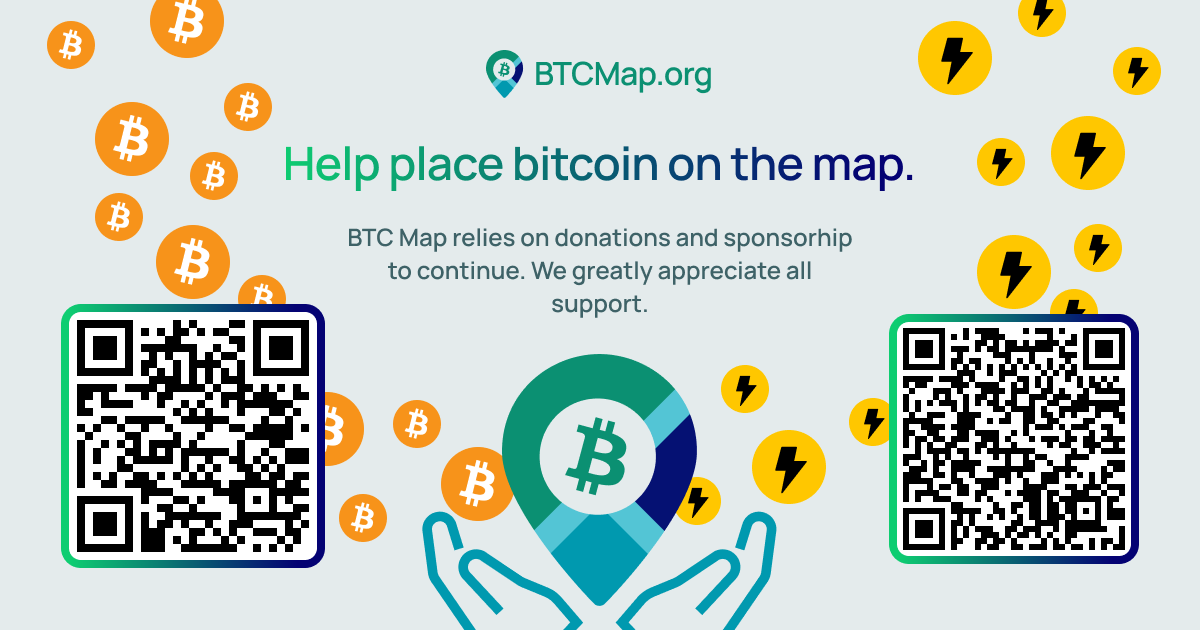 BTCMap.org
Help place bitcoin on the map.
BTC Map relies on donations and sponsorhip
to continue. We greatly appreciate all
support.